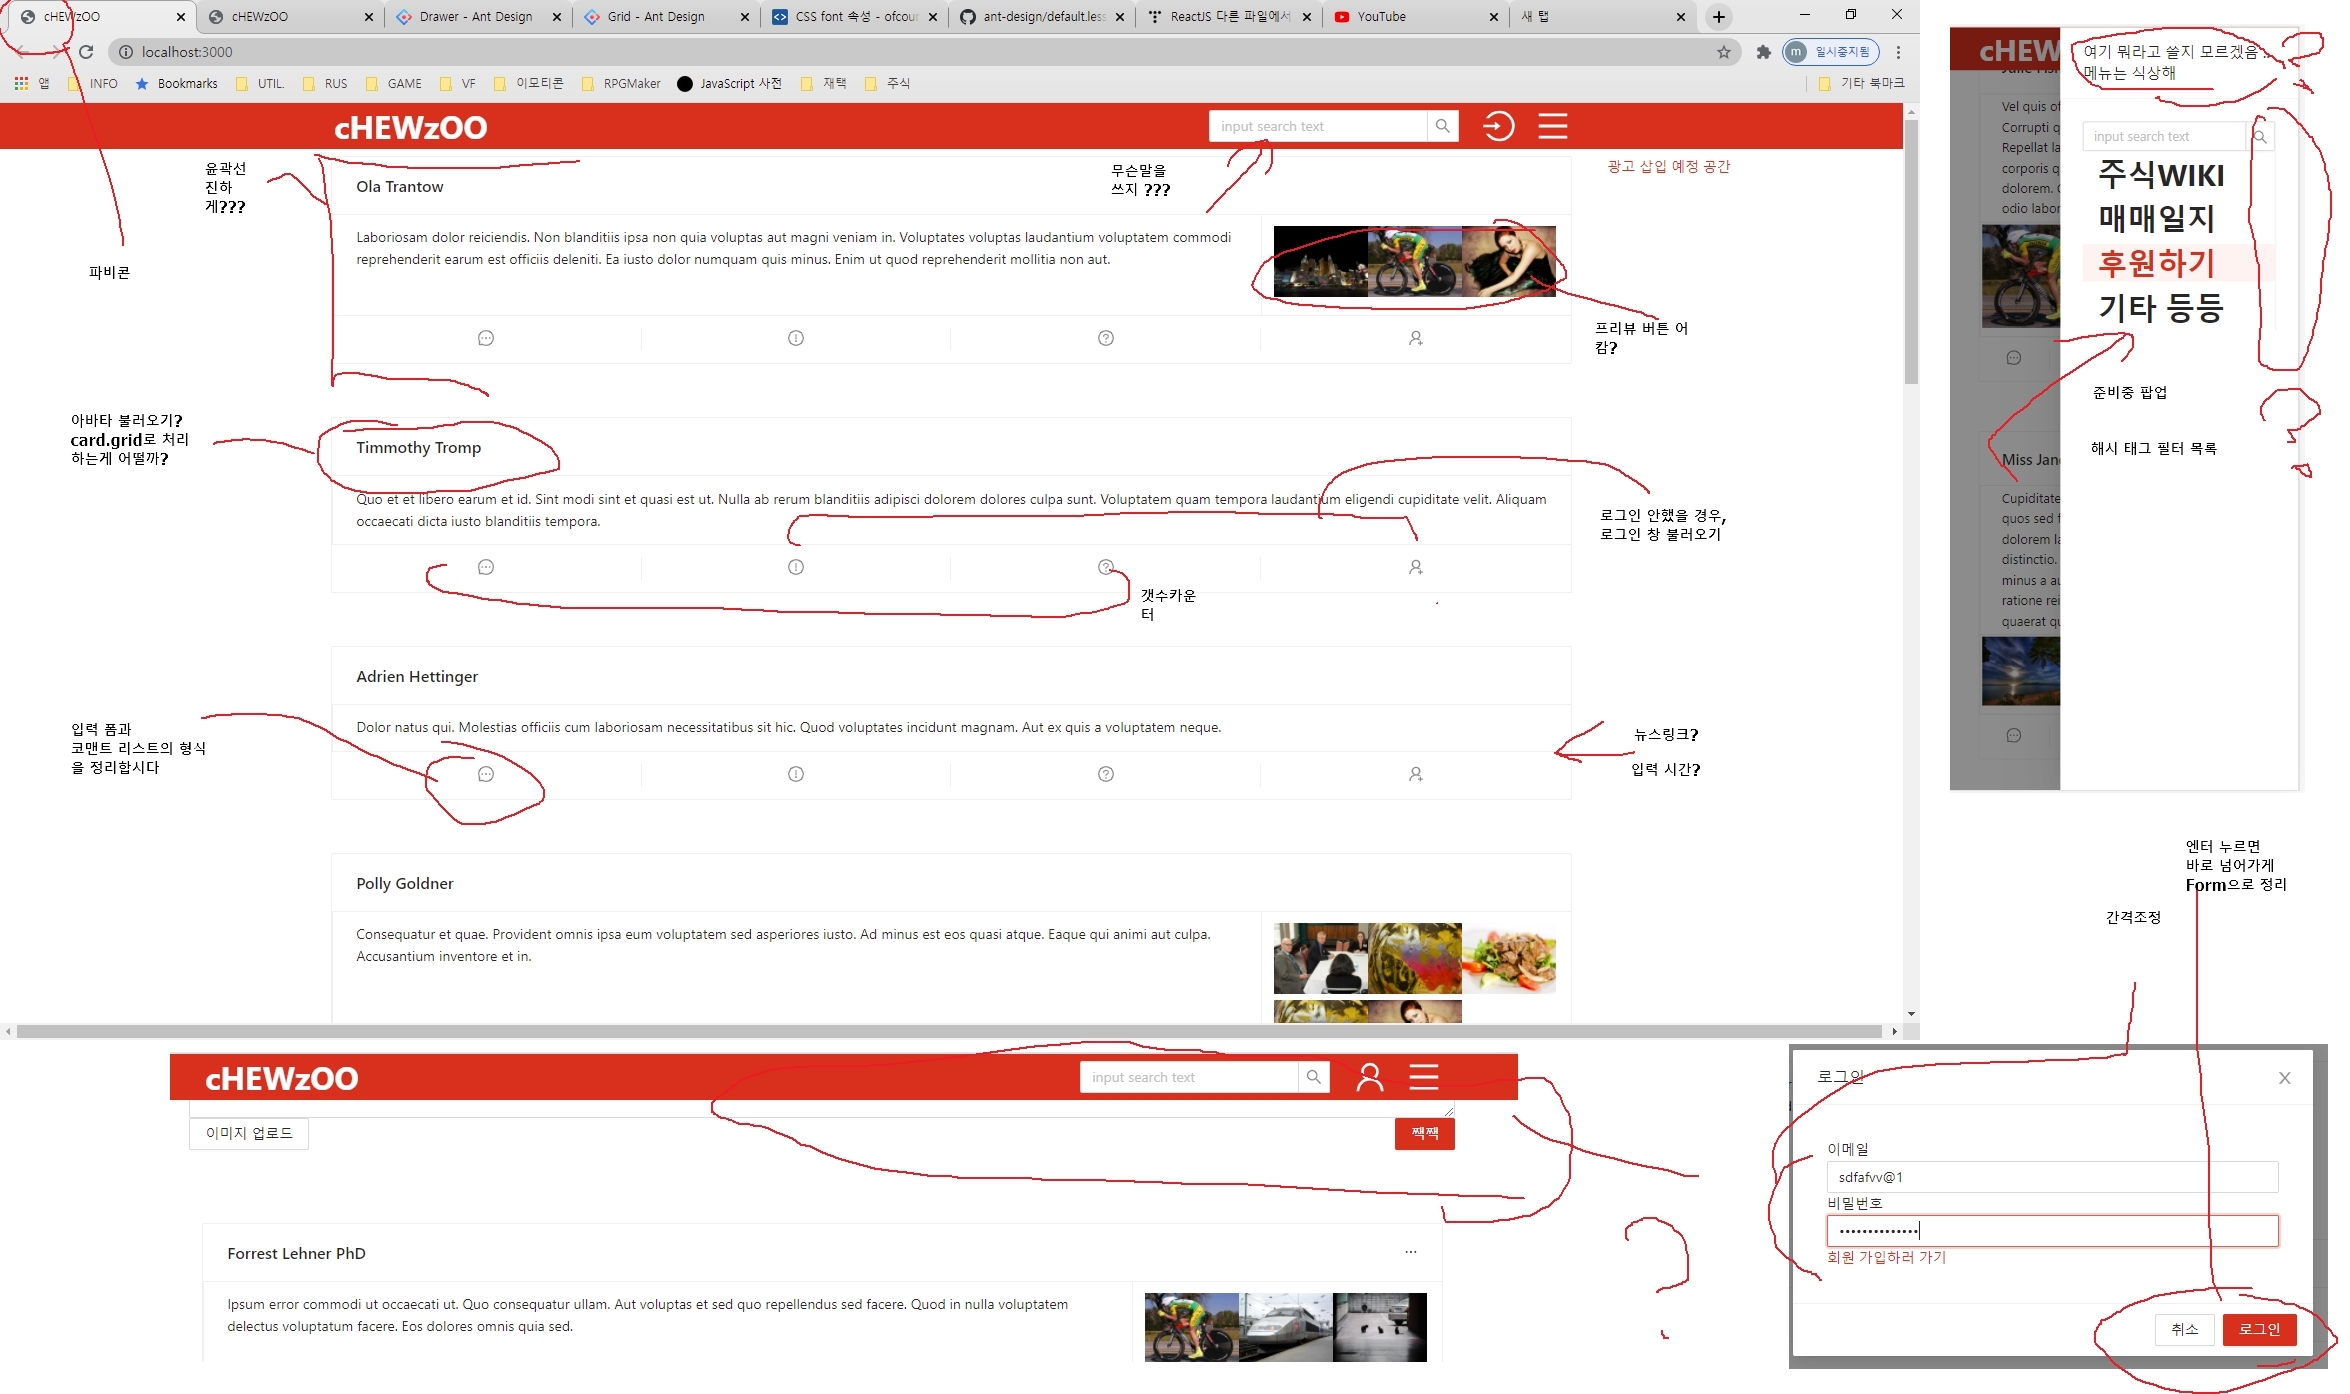 cHEWzOO
cHEWzOO
Drawer - Ant Design
Grid - Ant Design
CSS font 속성 - ofcour
ant-design/default.less
ReactJS 다른 파일에서
YouTube
새 탭
localhost:3000
m 일시중지됨
앱
INFO
Bookmarks
UTIL.
RUS
GAME
VF
이모티콘
RPGMaker
JavaScript 사전
재택
주식
기타 북마크
cHEWzOO
input search text
윤곽선
진하
게???
파비콘
무슨말을
쓰지 ???
광고 삽입 예정 공간
Ola Trantow
Laboriosam dolor reiciendis. Non blanditiis ipsa non quia voluptas aut magni veniam in. Voluptates voluptas laudantium voluptatem commodi
reprehenderit earum est officiis deleniti. Ea iusto dolor numquam quis minus. Enim ut quod reprehenderit mollitia non aut.
프리뷰 버튼 어
캄?
아바타 불러오기?
card.grid로 처리
하는게 어떨까?
Timmothy Tromp
Quo et et libero earum et id. Sint modi sint et quasi est ut. Nulla ab rerum blanditiis adipisci dolorem dolores culpa sunt. Voluptatem quam tempora laudantium eligendi cupiditate velit. Aliquam
occaecati dicta iusto blanditiis tempora.
로그인 안했을 경우,
로그인 창 불러오기
갯수카운
터
Adrien Hettinger
Dolor natus qui. Molestias officiis cum laboriosam necessitatibus sit hic. Quod voluptates incidunt magnam. Aut ex quis a voluptatem neque.
입력 폼과
코맨트 리스트의 형식
을 정리합시다
뉴스링크?
입력 시간?
Polly Goldner
Consequatur et quae. Provident omnis ipsa eum voluptatem sed asperiores iusto. Ad minus est eos quasi atque. Eaque qui animi aut culpa.
Accusantium inventore et in.
cHEW
여기 뭐라고 쓸지 모르겠음 ..
메뉴는 식상해
Vel quis of
Corrupti q
Repellat la
corporis q
dolorem. C
odio labor
input search text
주식WIKI
매매일지
후원하기
기타 등등
준비중 팝업
해시 태그 필터 목록
Miss Jane
Cupiditate
quos sed f
dolorem la
distinctio.
minus a au
ratione rei
quaerat qu
엔터 누르면
바로 넘어가게
Form으로 정리
간격조정
cHEWzOO
input search text
이미지 업로드
짹짹
Forrest Lehner PhD
...
Ipsum error commodi ut occaecati ut. Quo consequatur ullam. Aut voluptas et sed quo repellendus sed facere. Quod in nulla voluptatem
delectus voluptatum facere. Eos dolores omnis quia sed.
로그인
X
이메일
sdfafvv@1
비밀번호
회원 가입하러 가기
취소
로그인